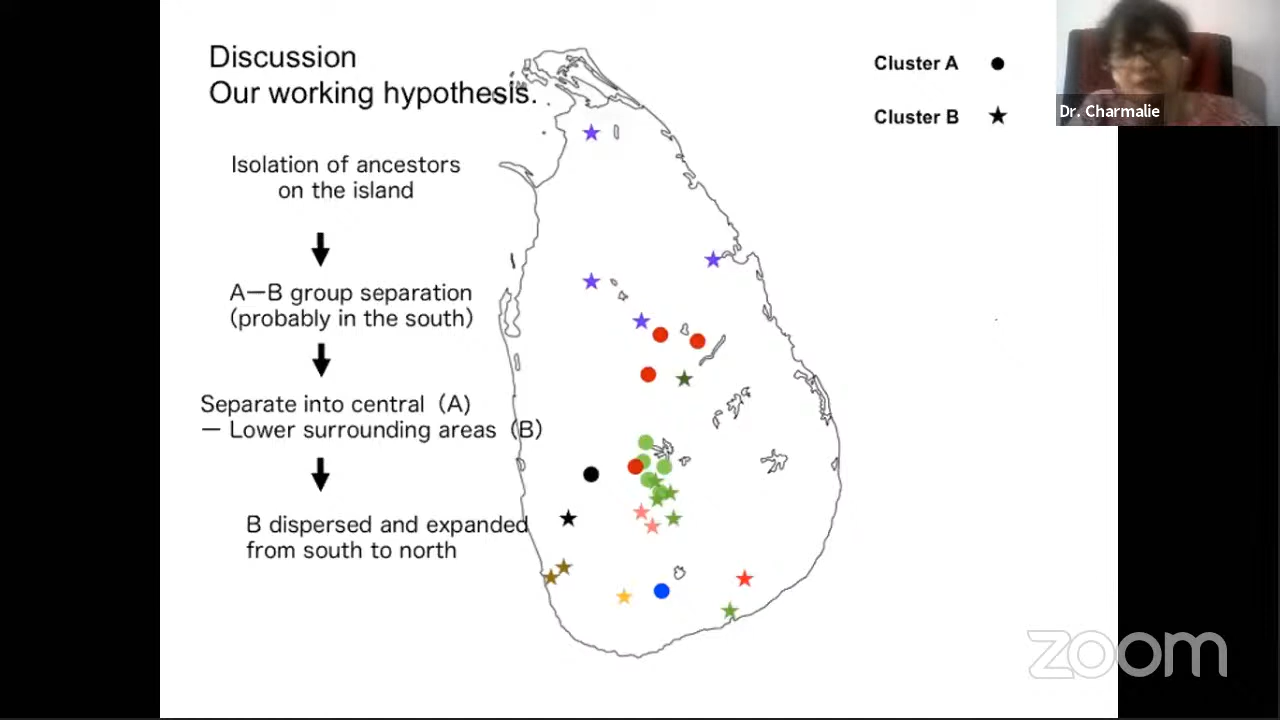 Discussion
Our working hypothesis.
Isolation of ancestors
on the island
A—B group separation
(probably in the south)
Separate into central（A）
— Lower surrounding areas（B）
B dispersed and expanded
from south to north
Cluster A
Cluster B
Dr. Charmalie
zoom